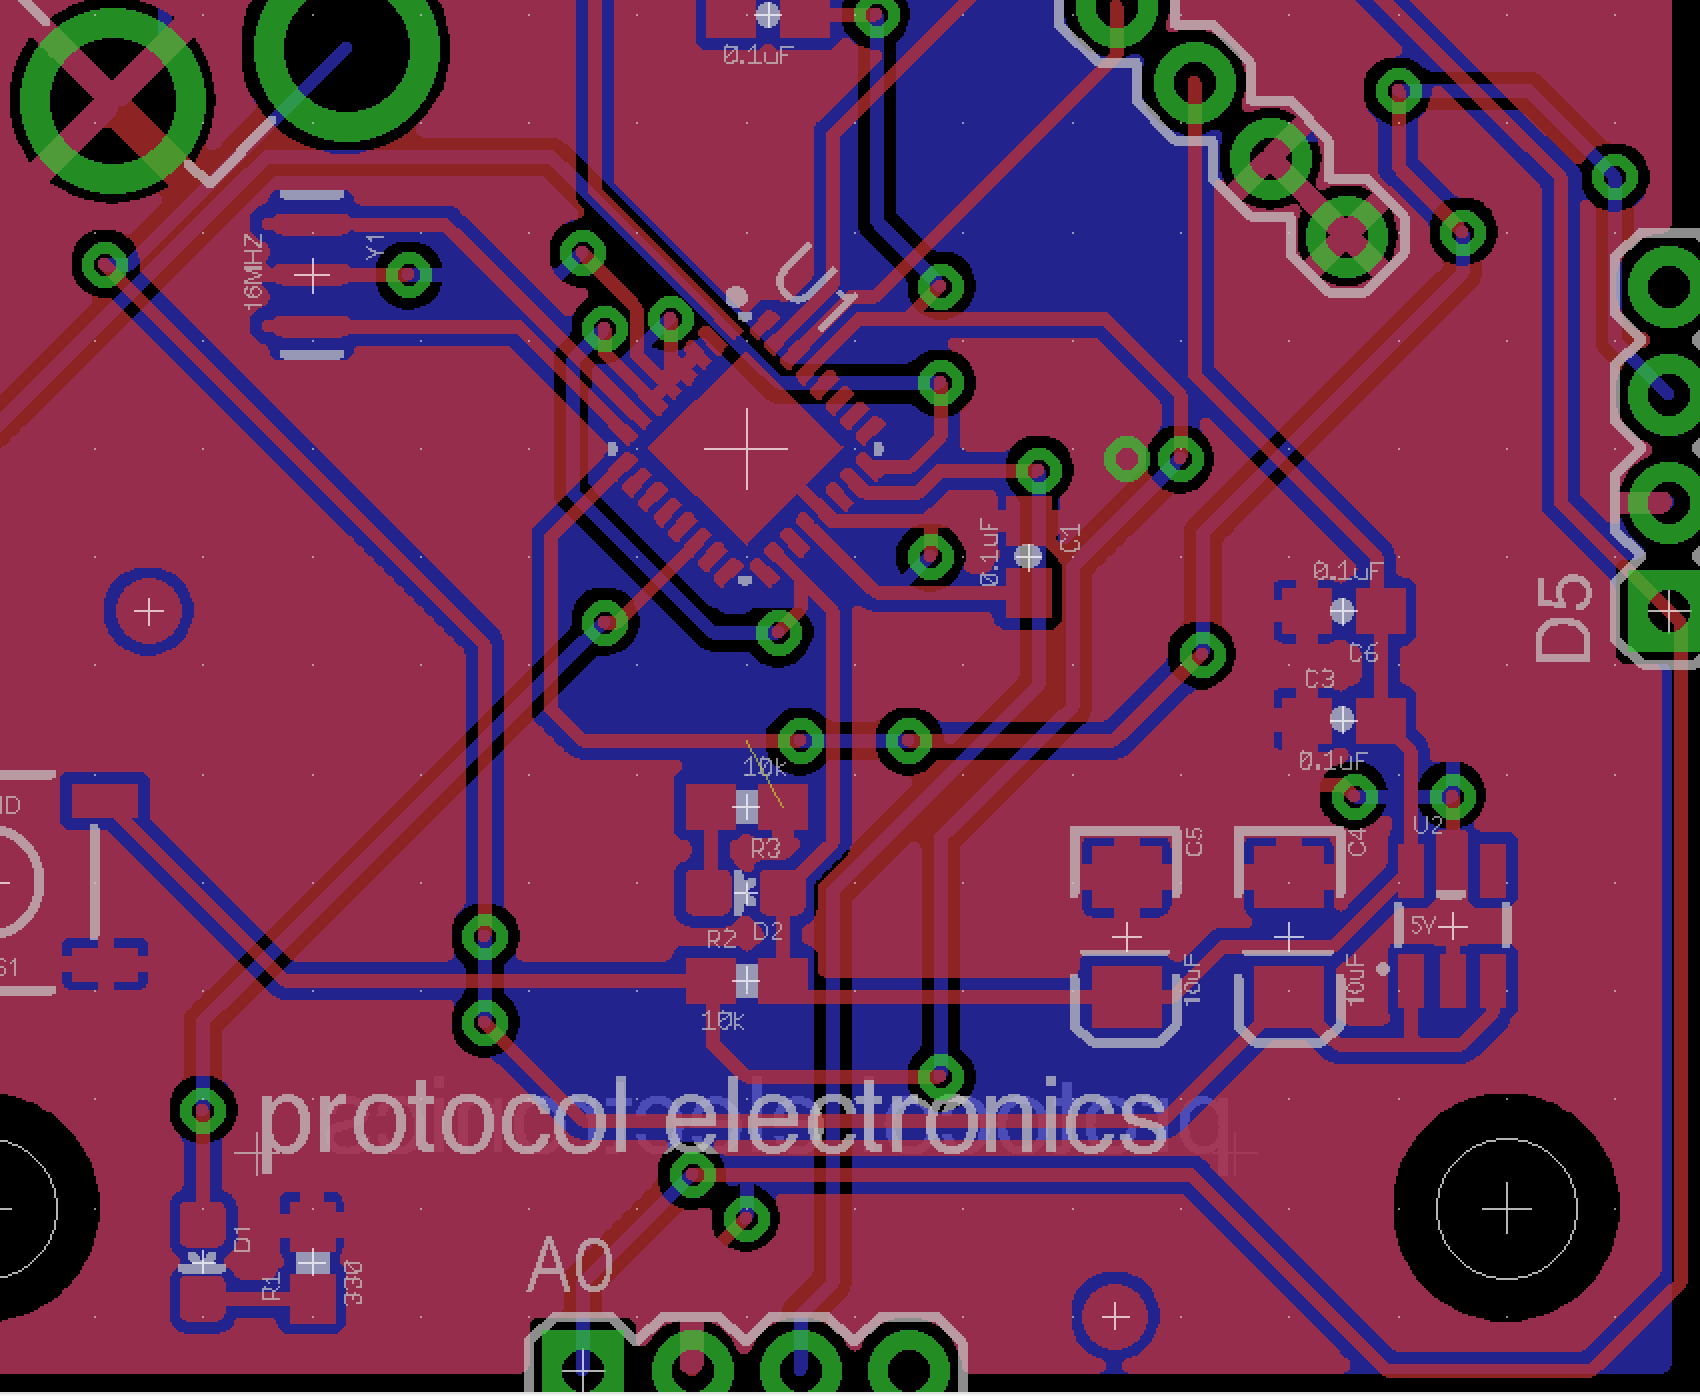 0.1uF
16MHZ
Y1
U1
0.1uF
C1
0.1uF
D5
C6
C3
0.1uF
10k
U2
R3
C5
C4
5V
R2
D2
S1
10uF
10uF
10k
protocol electronics
D1
R1
330
A0